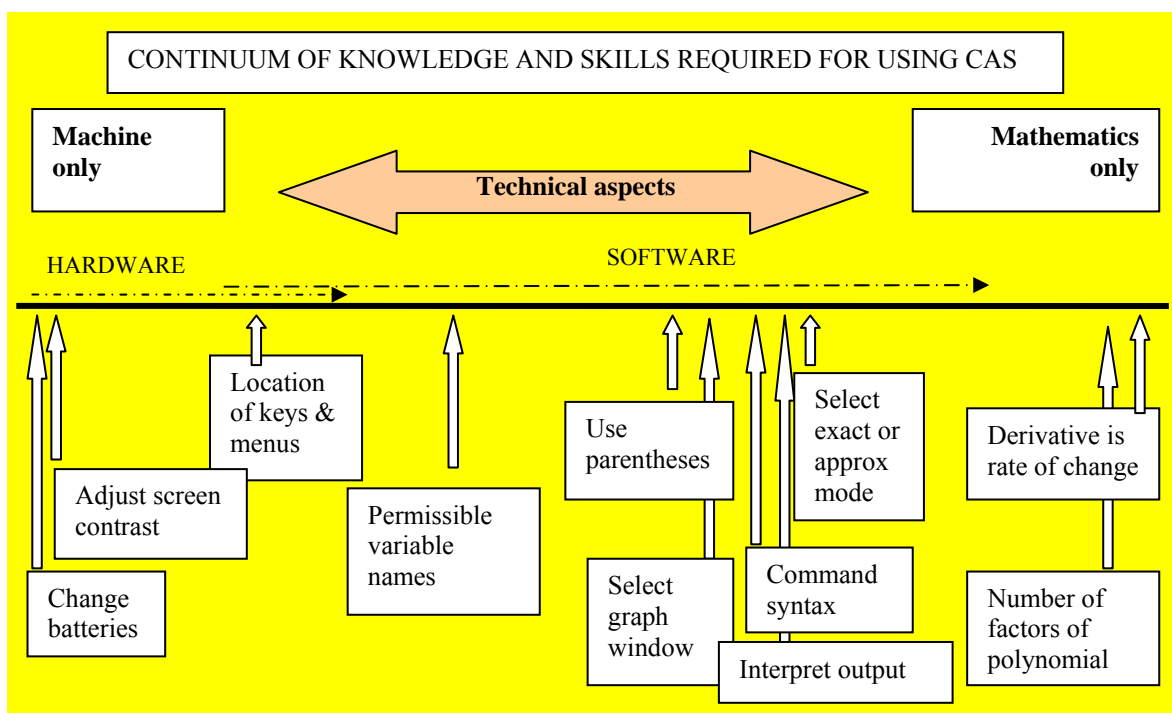 CONTINUUM OF KNOWLEDGE AND SKILLS REQUIRED FOR USING CAS
Machine
only
Technical aspects
Mathematics
only
HARDWARE
SOFTWARE
Location
of keys &
menus
Adjust screen
contrast
Change
batteries
Permissible
variable
names
Use
parentheses
Select
graph
window
Select
exact or
approx
mode
Command
syntax
Interpret output
Derivative is
rate of change
Number of
factors of
polynomial